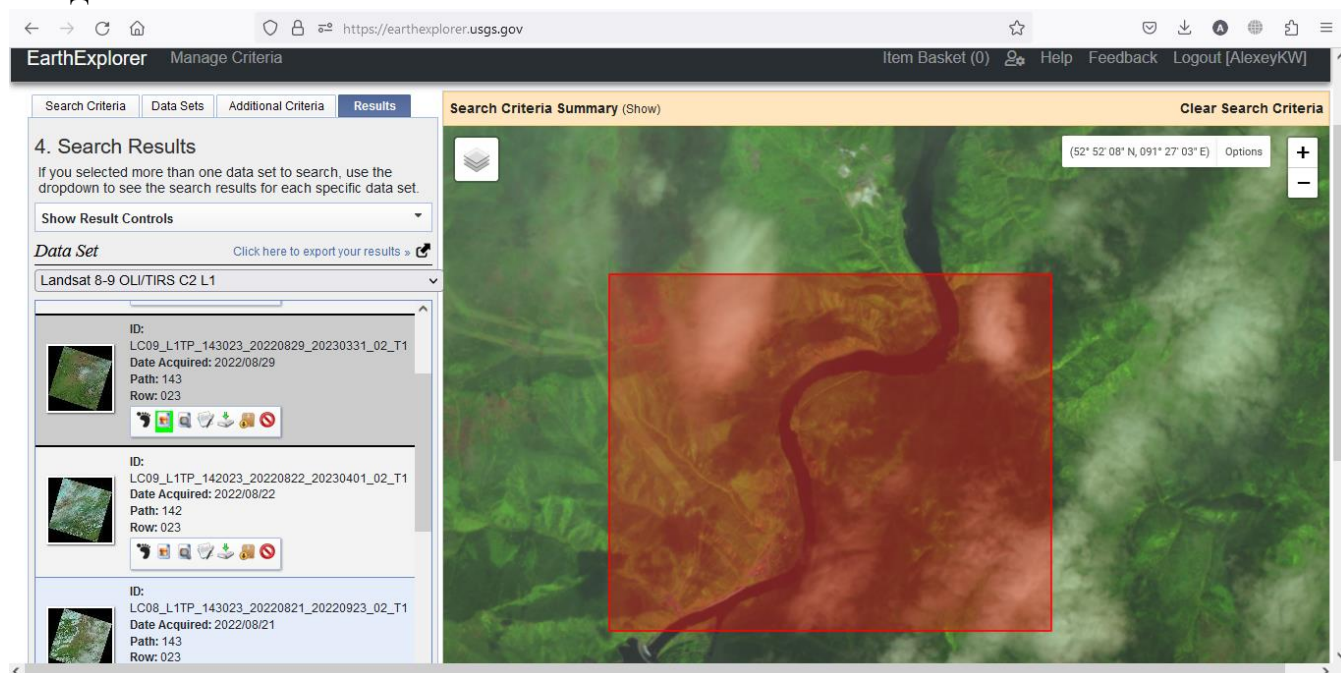 https://earthexplorer.usgs.gov
EarthExplorer Manage Criteria Item Basket (0) Help Feedback Logout [AlexeyKW]
Search Criteria Data Sets Additional Criteria Results
4. Search Results
If you selected more than one data set to search, use the
dropdown to see the search results for each specific data set.
Show Result Controls
Data Set Click here to export your results »
Landsat 8-9 OLI/TIRS C2 L1
ID:
LC09_L1TP_143023_20220829_20230331_02_T1
Date Acquired: 2022/08/29
Path: 143
Row: 023
ID:
LC09_L1TP_142023_20220822_20230401_02_T1
Date Acquired: 2022/08/22
Path: 142
Row: 023
ID:
LC08_L1TP_143023_20220821_20220923_02_T1
Date Acquired: 2022/08/21
Path: 143
Row: 023
Search Criteria Summary (Show) Clear Search Criteria
(52° 52' 08" N, 091° 27' 03" E) Options
+
−